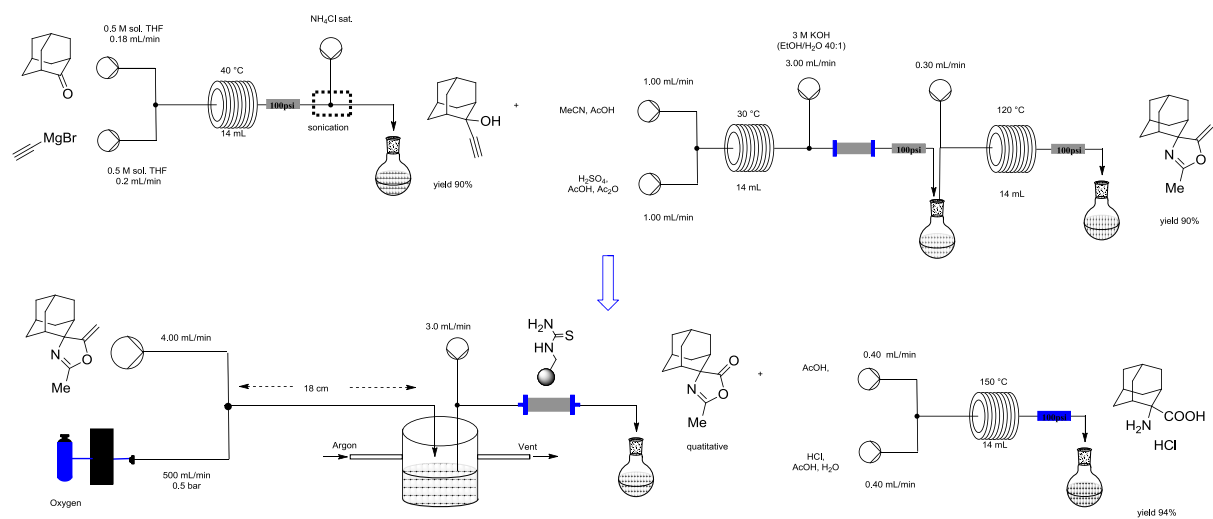 0.5 M sol. THF
0.18 mL/min
O
MgBr
0.5 M sol. THF
0.2 mL/min
40 °C
14 mL
100psi
NH4Cl sat.
sonication
OH
yield 90%
+
MeCN, AcOH
1.00 mL/min
H2SO4,
AcOH, Ac2O
1.00 mL/min
30 °C
14 mL
3 M KOH
(EtOH/H2O 40:1)
3.00 mL/min
100psi
0.30 mL/min
120 °C
14 mL
100psi
N
O
Me
yield 90%
N
O
Me
4.00 mL/min
Oxygen
500 mL/min
0.5 bar
18 cm
Argon
Vent
3.0 mL/min
H2N
S
HN
O
N
O
Me
quatitative
+
AcOH,
0.40 mL/min
HCl,
AcOH, H2O
0.40 mL/min
150 °C
14 mL
100psi
COOH
H2N
HCl
yield 94%